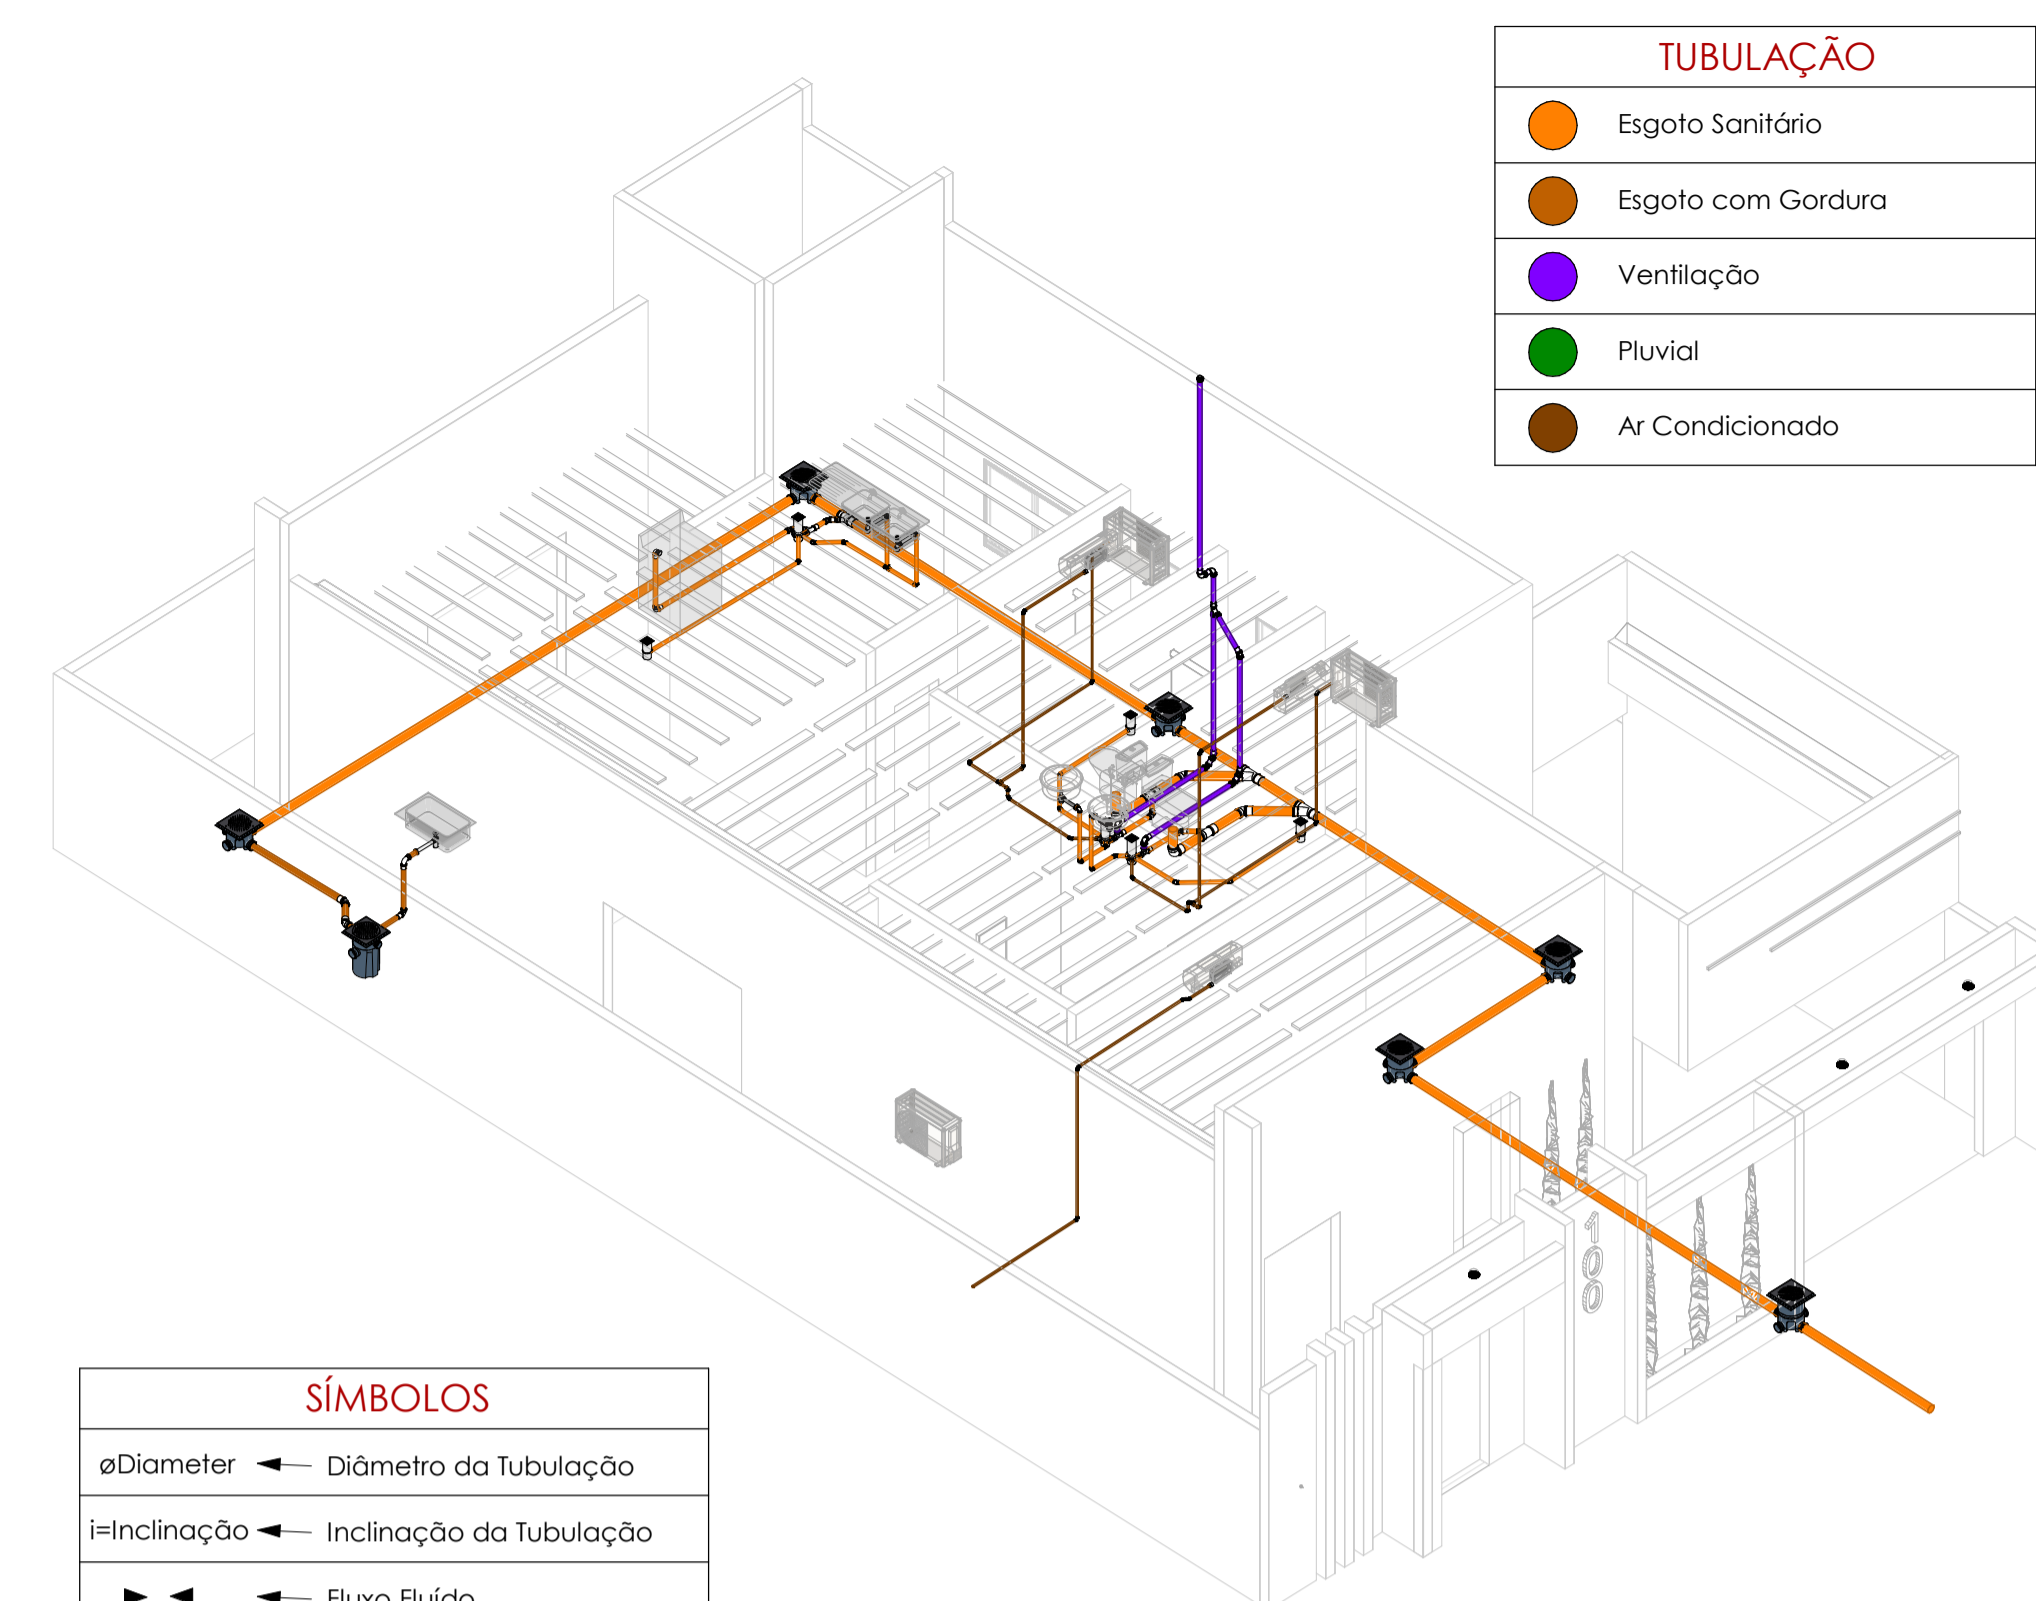 TUBULAÇÃO
Esgoto Sanitário
Esgoto com Gordura
Ventilação
Pluvial
Ar Condicionado
100
SÍMBOLOS
øDiameter Diâmetro da Tubulação
i=Inclinação Inclinação da Tubulação
Fluxo Fluído